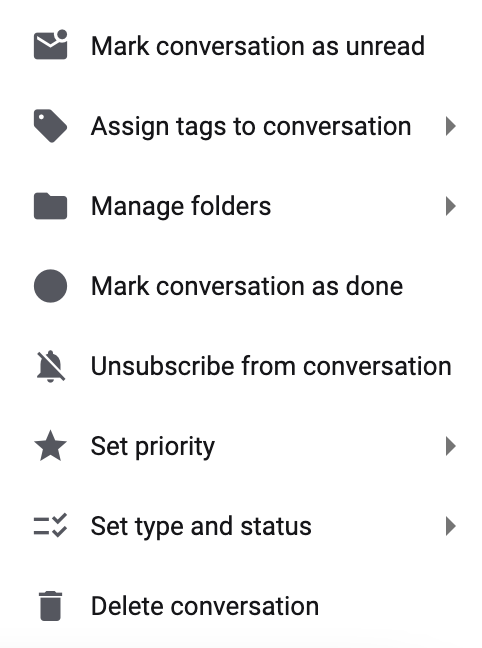 Mark conversation as unread
Assign tags to conversation
Manage folders
Mark conversation as done
Unsubscribe from conversation
Set priority
Set type and status
Delete conversation